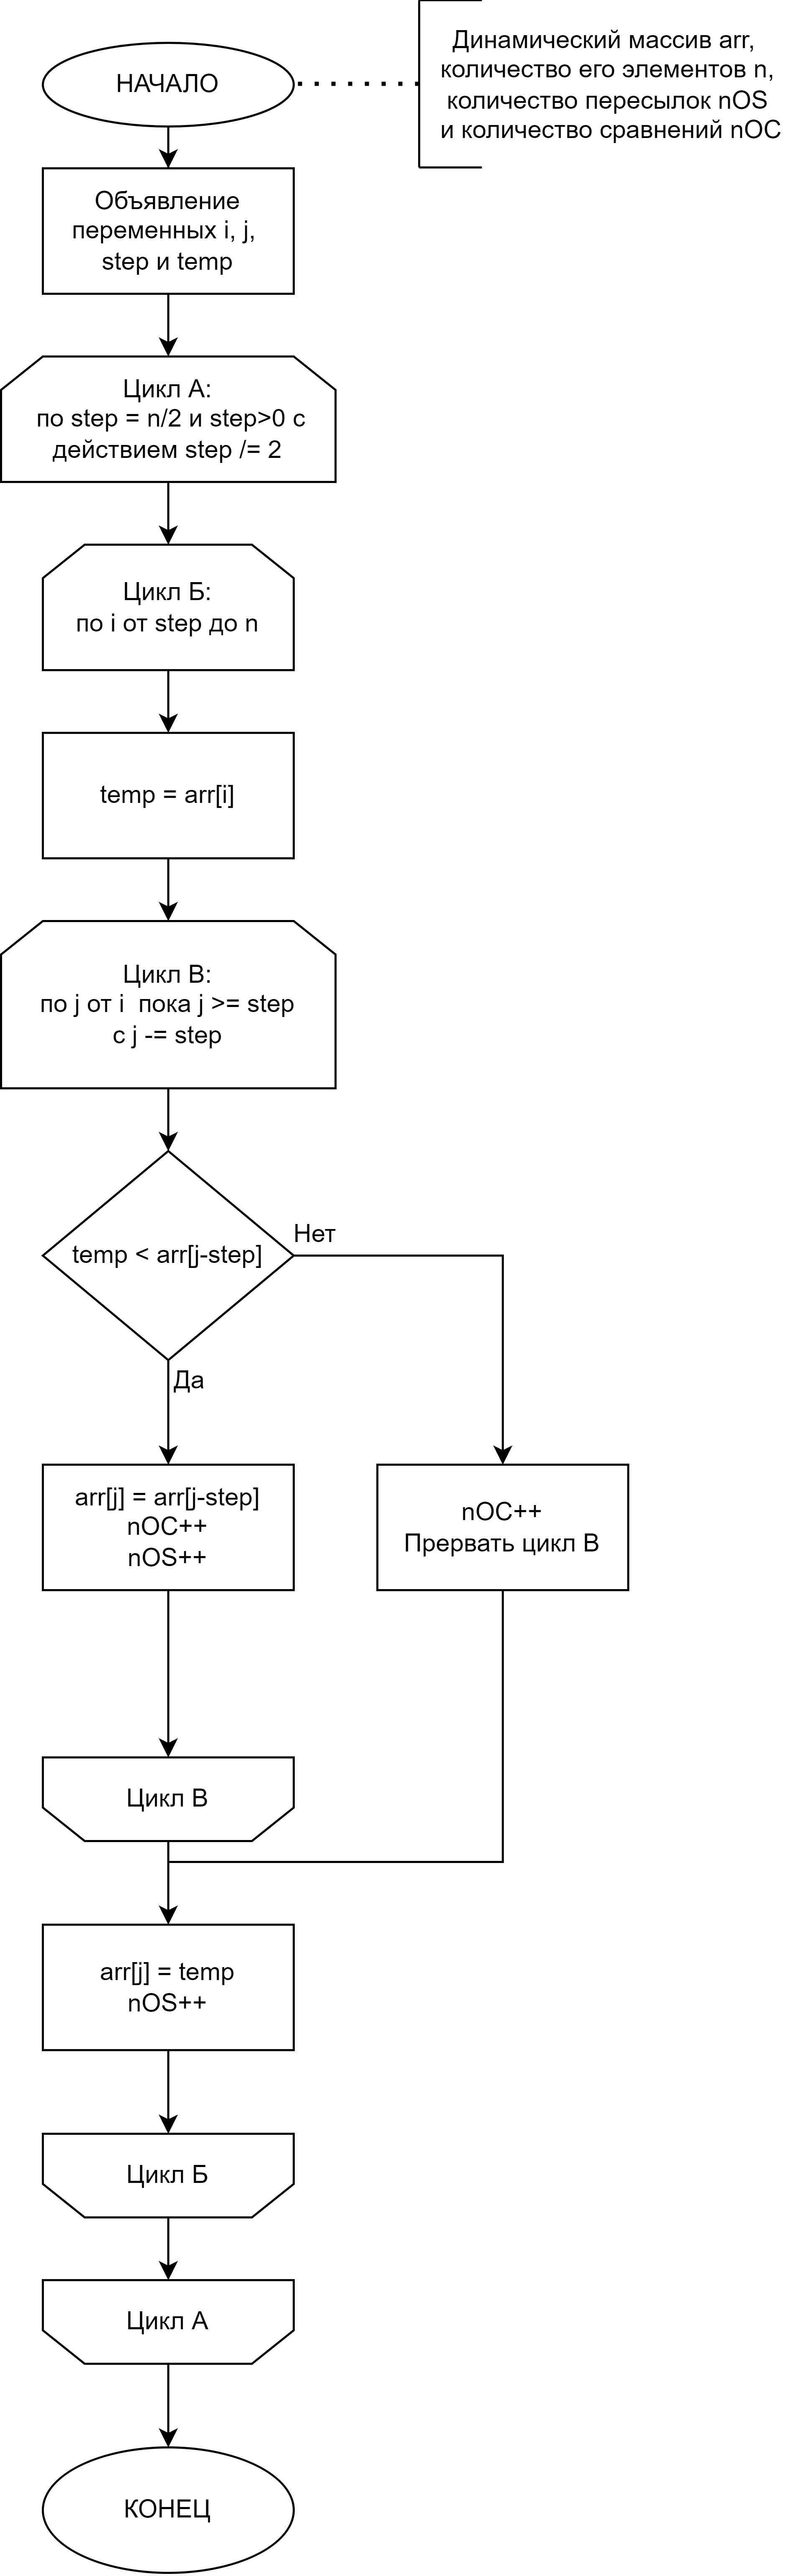 НАЧАЛО
Динамический массив arr,
количество его элементов n,
количество пересылок nOS
и количество сравнений nOC
Объявление
переменных i, j,
step и temp
Цикл А:
по step = n/2 и step>0 с
действием step /= 2
Цикл Б:
по i от step до n
temp = arr[i]
Цикл В:
по j от i пока j >= step
с j -= step
temp < arr[j-step]
Нет
Да
arr[j] = arr[j-step]
nOC++
nOS++
nOC++
Прервать цикл В
Цикл В
arr[j] = temp
nOS++
Цикл Б
Цикл А
КОНЕЦ